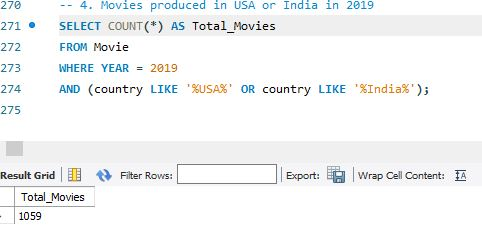 270 -- 4. Movies produced in USA or India in 2019
271 SELECT COUNT(*) AS Total_Movies
272 FROM Movie
273 WHERE YEAR = 2019
274 AND (country LIKE '%USA%' OR country LIKE '%India%');
275
Result Grid Filter Rows: Export: Wrap Cell Content: IA
Total_Movies
1059